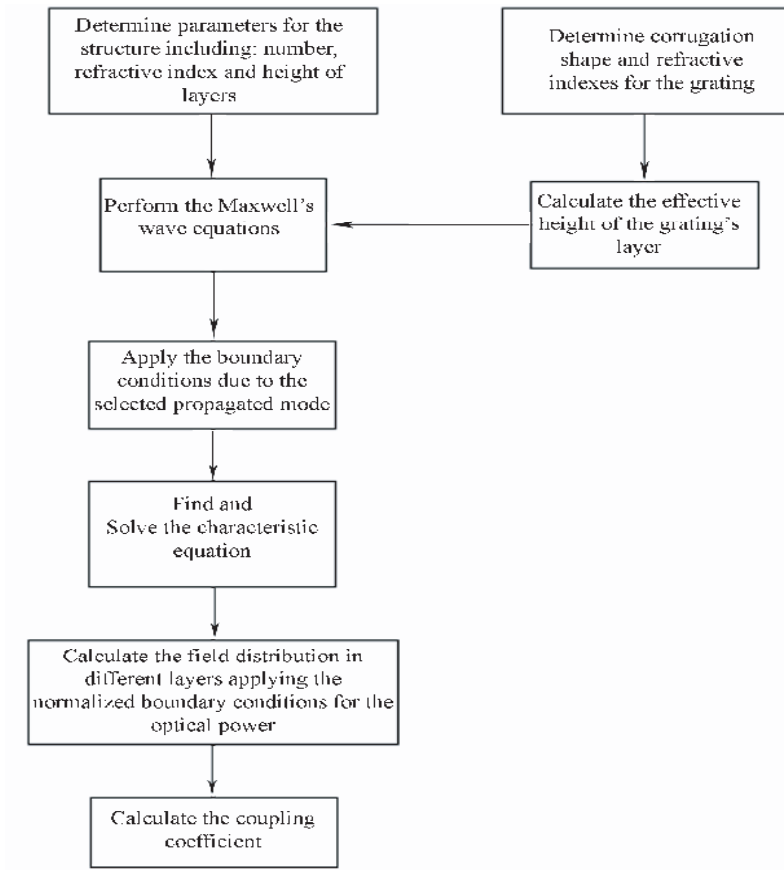 Determine parameters for the
structure including: number,
refractive index and height of
layers
Determine corrugation
shape and refractive
indexes for the grating
Perform the Maxwell's
wave equations
Calculate the effective
height of the grating's
layer
Apply the boundary
conditions due to the
selected propagated mode
Find and
Solve the characteristic
equation
Calculate the field distribution in
different layers applying the
normalized boundary conditions for the
optical power
Calculate the coupling
coefficient